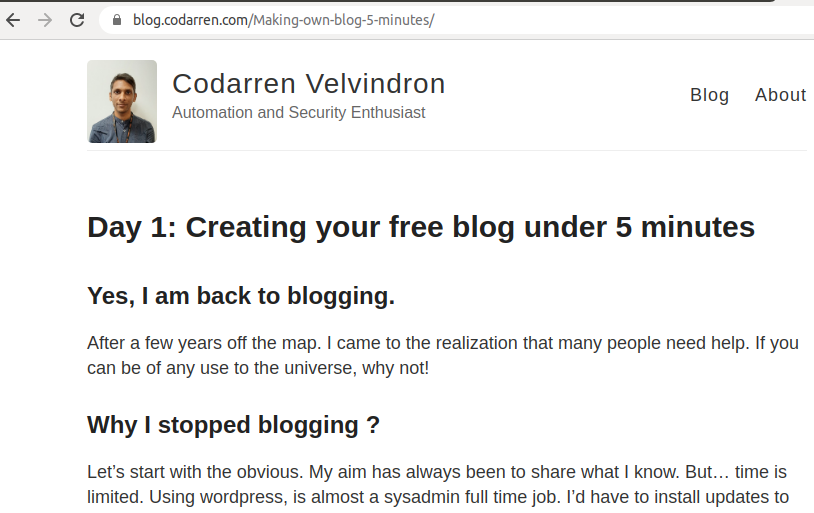 blog.codarren.com/Making-own-blog-5-minutes/
Codarren Velvindron
Automation and Security Enthusiast
Blog About
Day 1: Creating your free blog under 5 minutes
Yes, I am back to blogging.
After a few years off the map. I came to the realization that many people need help. If you
can be of any use to the universe, why not!
Why I stopped blogging ?
Let’s start with the obvious. My aim has always been to share what I know. But… time is
limited. Using wordpress, is almost a sysadmin full time job. I’d have to install updates to